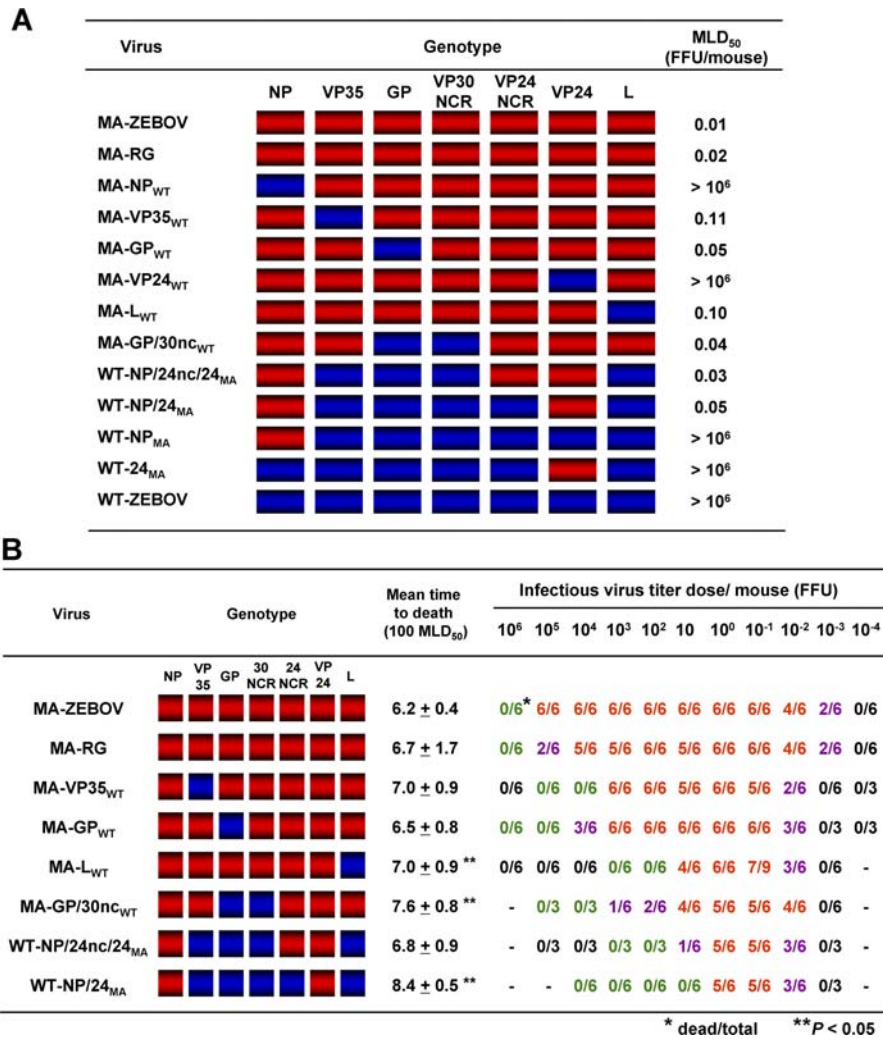 A
Virus Genotype MLD50 (FFU/mouse)
NP VP35 GP VP30 NCR VP24 NCR VP24 L
MA-ZEBOV 0.01
MA-RG 0.02
MA-NPWT > 10^6
MA-VP35WT 0.11
MA-GPWT 0.05
MA-VP24WT > 10^6
MA-LWT 0.10
MA-GP/30ncWT 0.04
WT-NP/24nc/24MA 0.03
WT-NP/24MA 0.05
WT-NPMA > 10^6
WT-24MA > 10^6
WT-ZEBOV > 10^6
B
Virus Genotype Mean time to death (100 MLD50) Infectious virus titer dose/ mouse (FFU)
10^6 10^5 10^4 10^3 10^2 10 10^0 10^-1 10^-2 10^-3 10^-4
NP VP 35 GP 30 NCR 24 NCR VP 24 L
MA-ZEBOV 6.2 ± 0.4 0/6* 6/6 6/6 6/6 6/6 6/6 6/6 6/6 4/6 2/6 0/6
MA-RG 6.7 ± 1.7 0/6 2/6 5/6 5/6 6/6 5/6 6/6 6/6 4/6 2/6 0/6
MA-VP35WT 7.0 ± 0.9 0/6 0/6 0/6 6/6 6/6 5/6 5/6 5/6 2/6 0/6 0/3
MA-GPWT 6.5 ± 0.8 0/6 0/6 3/6 6/6 6/6 6/6 6/6 6/6 3/6 0/3 0/3
MA-LWT 7.0 ± 0.9 ** 0/6 0/6 0/6 0/6 0/6 4/6 6/6 7/9 3/6 0/6 -
MA-GP/30ncWT 7.6 ± 0.8 ** - 0/3 0/3 1/6 2/6 4/6 5/6 5/6 4/6 0/6 -
WT-NP/24nc/24MA 6.8 ± 0.9 - 0/3 0/3 0/3 0/3 1/6 5/6 5/6 3/6 0/3 -
WT-NP/24MA 8.4 ± 0.5 ** - - 0/6 0/6 0/6 0/6 5/6 5/6 3/6 0/3 -
* dead/total **P < 0.05